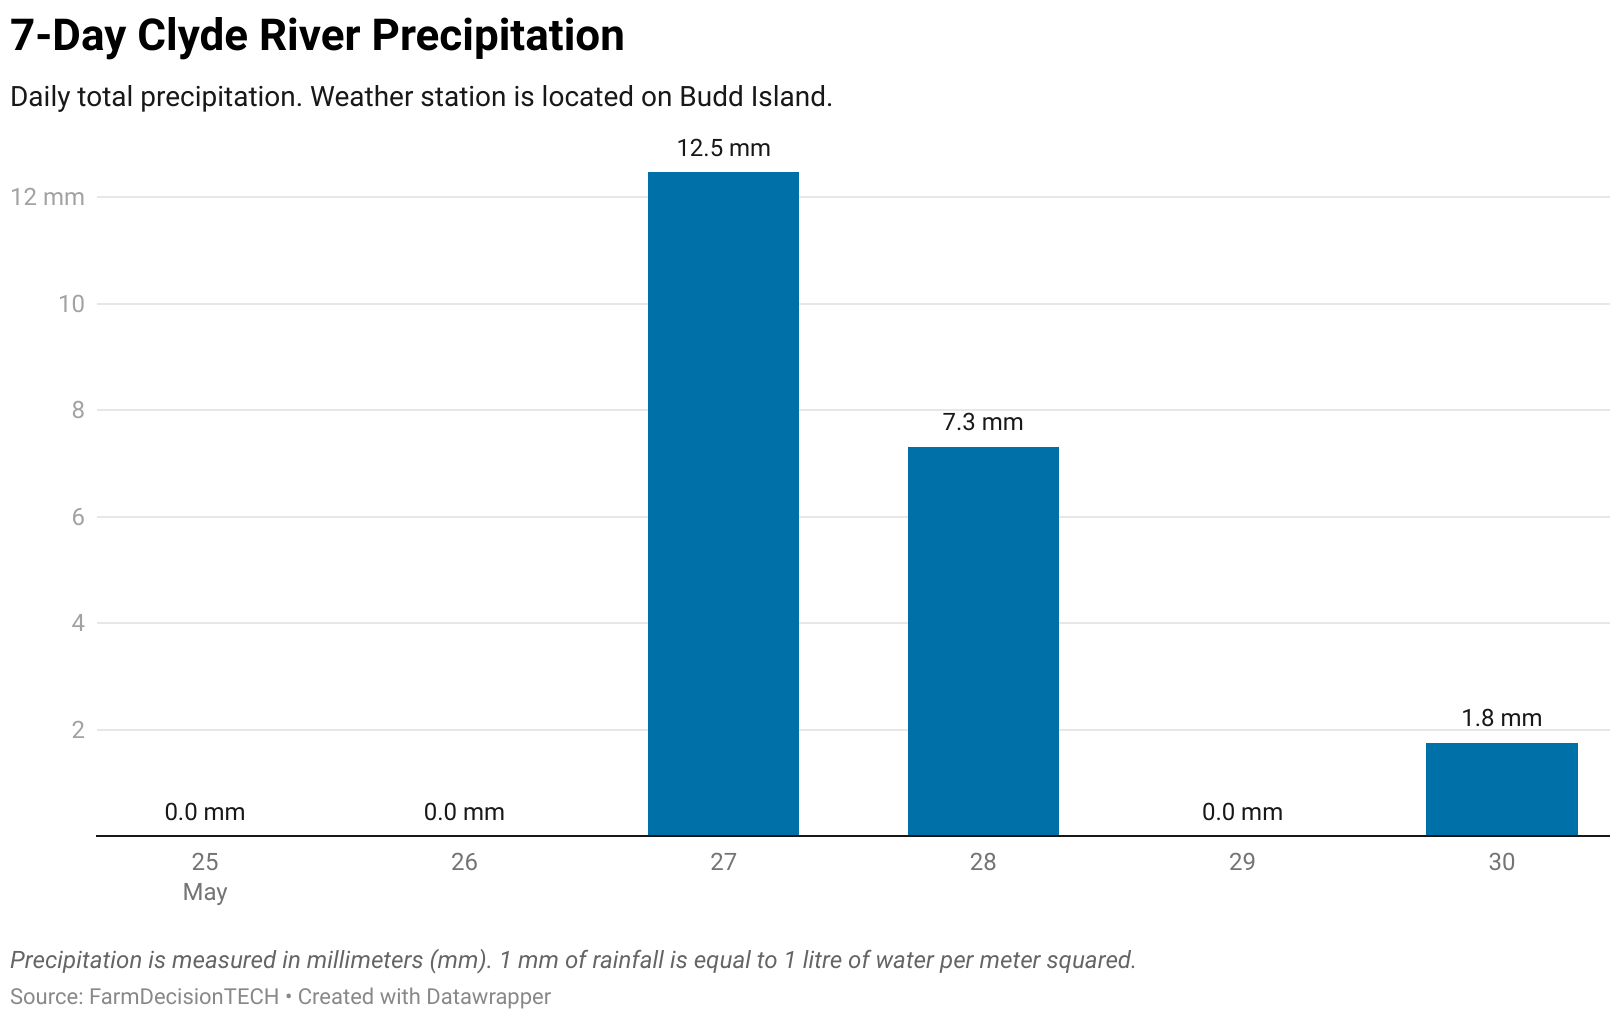 7-Day Clyde River Precipitation
Daily total precipitation. Weather station is located on Budd Island.
12.5 mm
12 mm
10
8
7.3 mm
6
4
2
1.8 mm
0.0 mm
0.0 mm
0.0 mm
25
26
27
28
29
30
May
Precipitation is measured in millimeters (mm). 1 mm of rainfall is equal to 1 litre of water per meter squared.
Source: FarmDecisionTECH • Created with Datawrapper